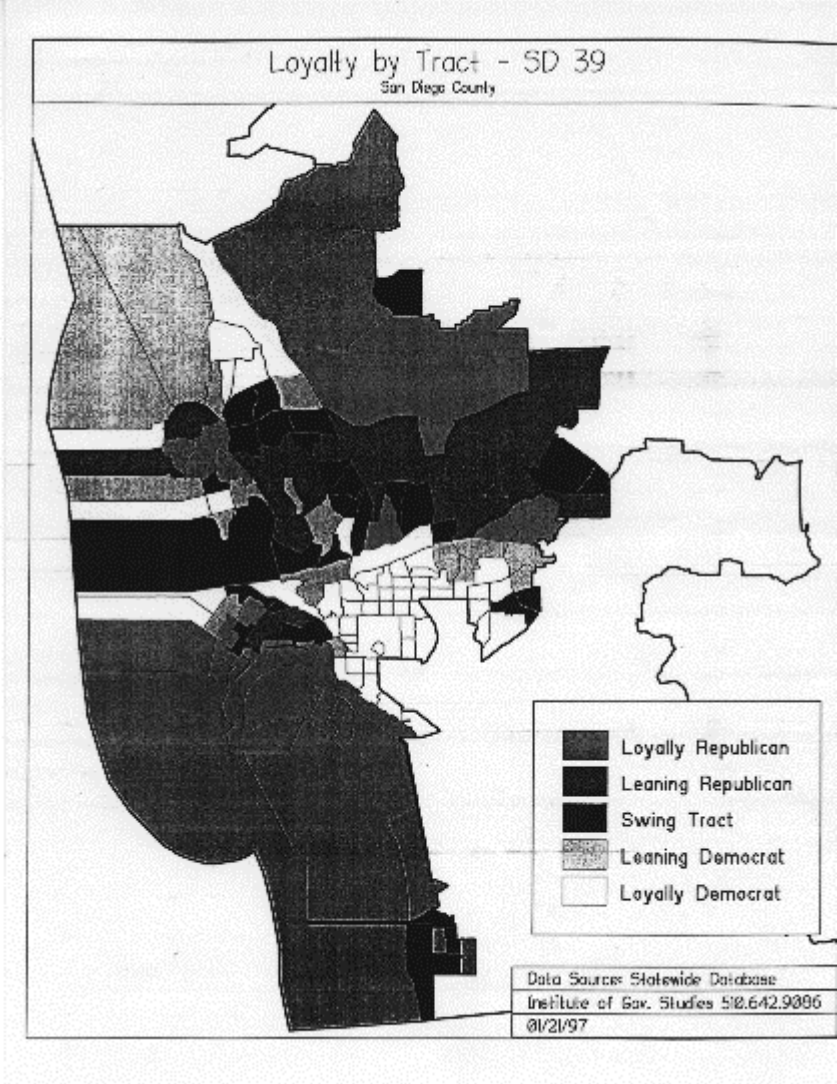 Loyalty by Tract - SD 39
San Diego County
Loyally Republican
Leaning Republican
Swing Tract
Leaning Democrat
Loyally Democrat
Data Source: Statewide Database
Institute of Gov. Studies 510.642.9086
01/21/97